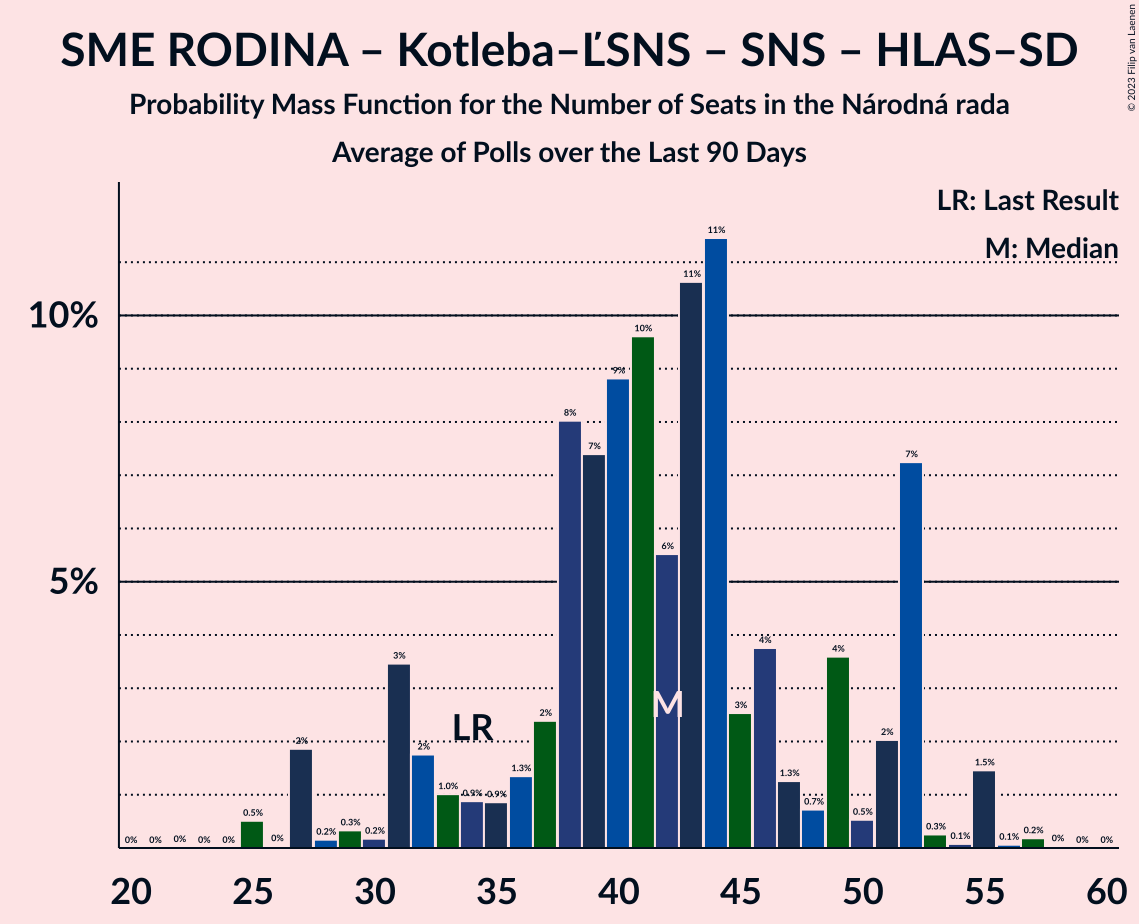 SME RODINA – Kotleba–ĽSNS – SNS – HLAS–SD
Probability Mass Function for the Number of Seats in the Národná rada
Average of Polls over the Last 90 Days
© 2023 Filip van Laenen
LR: Last Result
M: Median
10%
5%
0% 0% 0% 0% 0% 0.5% 0% 2% 0.2% 0.3% 0.2% 3% 2% 1.0% 0.9% 0.9% 1.3% 2% 8% 7% 9% 10% 6% 11% 11% 3% 4% 1.3% 0.7% 4% 0.5% 2% 7% 0.3% 0.1% 1.5% 0.1% 0.2% 0% 0% 0%
LR
M
20 25 30 35 40 45 50 55 60